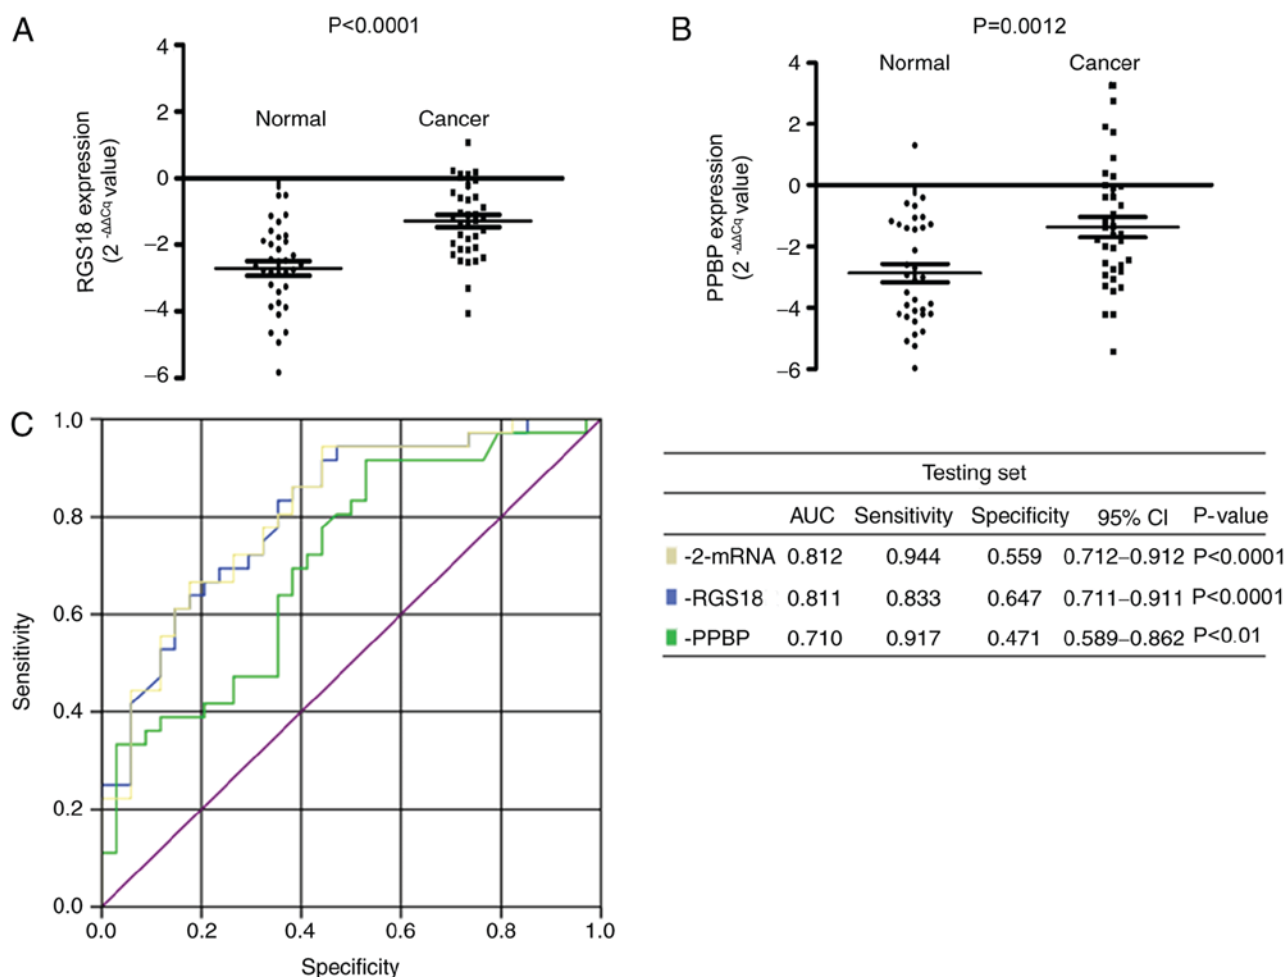 A
P<0.0001
4
2
0
−2
−4
−6
RGS18 expression
(2 -ΔΔCq value)
Normal
Cancer
B
P=0.0012
4
2
0
−2
−4
−6
PPBP expression
(2 -ΔΔCq value)
Normal
Cancer
C
1.0
0.8
0.6
0.4
0.2
0.0
Sensitivity
0.0 0.2 0.4 0.6 0.8 1.0
Specificity
Testing set
AUC Sensitivity Specificity 95% CI P-value
-2-mRNA 0.812 0.944 0.559 0.712–0.912 P<0.0001
-RGS18 0.811 0.833 0.647 0.711–0.911 P<0.0001
-PPBP 0.710 0.917 0.471 0.589–0.862 P<0.01